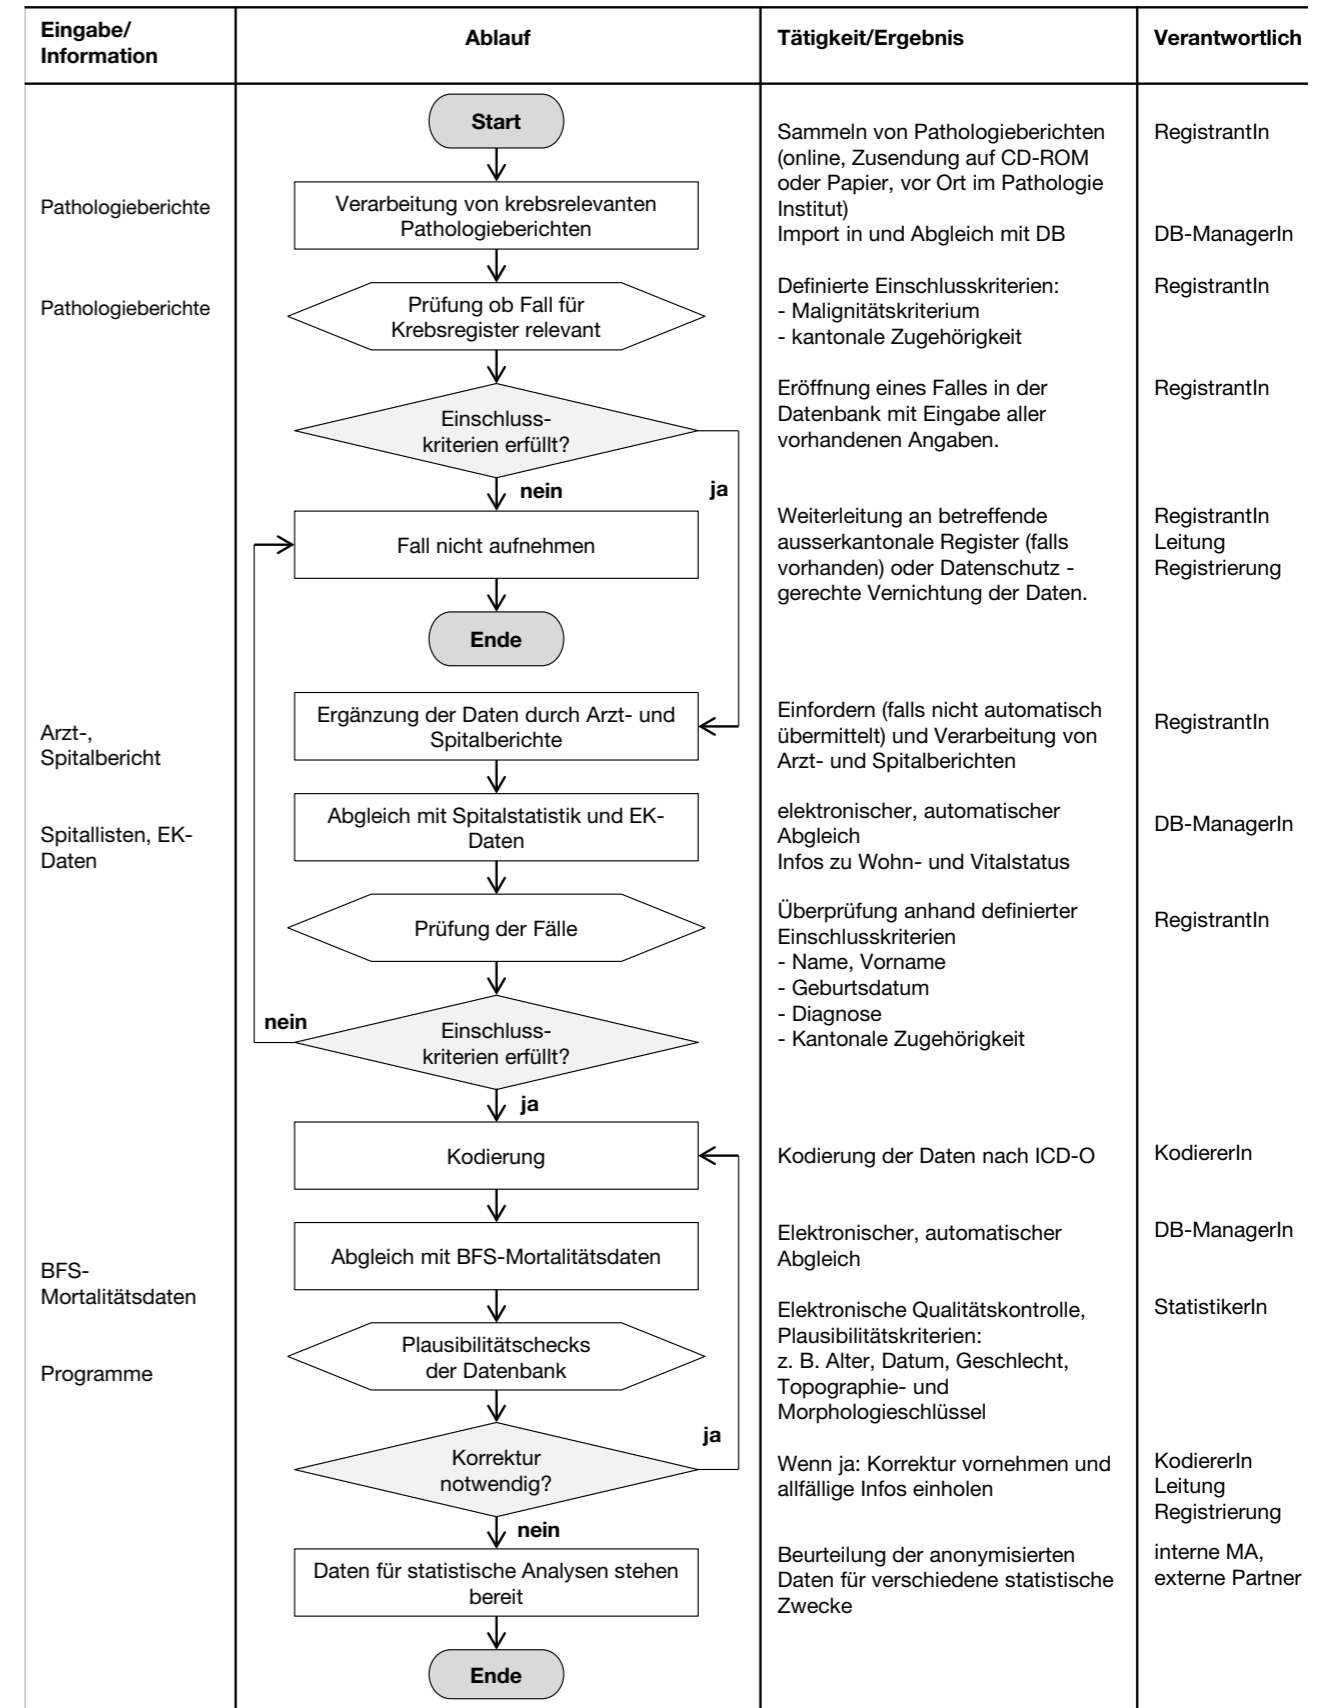 Eingabe/
Information
Ablauf
Tätigkeit/Ergebnis
Verantwortlich
Start
Sammeln von Pathologieberichten
(online, Zusendung auf CD-ROM
oder Papier, vor Ort im Pathologie
Institut)
Import in und Abgleich mit DB
RegistrantIn
DB-ManagerIn
Pathologieberichte
Verarbeitung von krebsrelevanten
Pathologieberichten
Pathologieberichte
Prüfung ob Fall für
Krebsregister relevant
Definierte Einschlusskriterien:
- Malignitätskriterium
- kantonale Zugehörigkeit
RegistrantIn
Einschluss-
kriterien erfüllt?
Eröffnung eines Falles in der
Datenbank mit Eingabe aller
vorhandenen Angaben.
RegistrantIn
nein
ja
Fall nicht aufnehmen
Weiterleitung an betreffende
ausserkantonale Register (falls
vorhanden) oder Datenschutz -
gerechte Vernichtung der Daten.
RegistrantIn
Leitung
Registrierung
Ende
Arzt-,
Spitalbericht
Ergänzung der Daten durch Arzt- und
Spitalberichte
Einfordern (falls nicht automatisch
übermittelt) und Verarbeitung von
Arzt- und Spitalberichten
RegistrantIn
Spitallisten, EK-
Daten
Abgleich mit Spitalstatistik und EK-
Daten
elektronischer, automatischer
Abgleich
Infos zu Wohn- und Vitalstatus
DB-ManagerIn
Prüfung der Fälle
Überprüfung anhand definierter
Einschlusskriterien
- Name, Vorname
- Geburtsdatum
- Diagnose
- Kantonale Zugehörigkeit
RegistrantIn
nein
Einschluss-
kriterien erfüllt?
ja
Kodierung
Kodierung der Daten nach ICD-O
KodiererIn
BFS-
Mortalitätsdaten
Abgleich mit BFS-Mortalitätsdaten
Elektronischer, automatischer
Abgleich
DB-ManagerIn
Programme
Plausibilitätschecks
der Datenbank
Elektronische Qualitätskontrolle,
Plausibilitätskriterien:
z. B. Alter, Datum, Geschlecht,
Topographie- und
Morphologieschlüssel
StatistikerIn
Korrektur
notwendig?
ja
Wenn ja: Korrektur vornehmen und
allfällige Infos einholen
KodiererIn
Leitung
Registrierung
nein
Daten für statistische Analysen stehen
bereit
Beurteilung der anonymisierten
Daten für verschiedene statistische
Zwecke
interne MA,
externe Partner
Ende